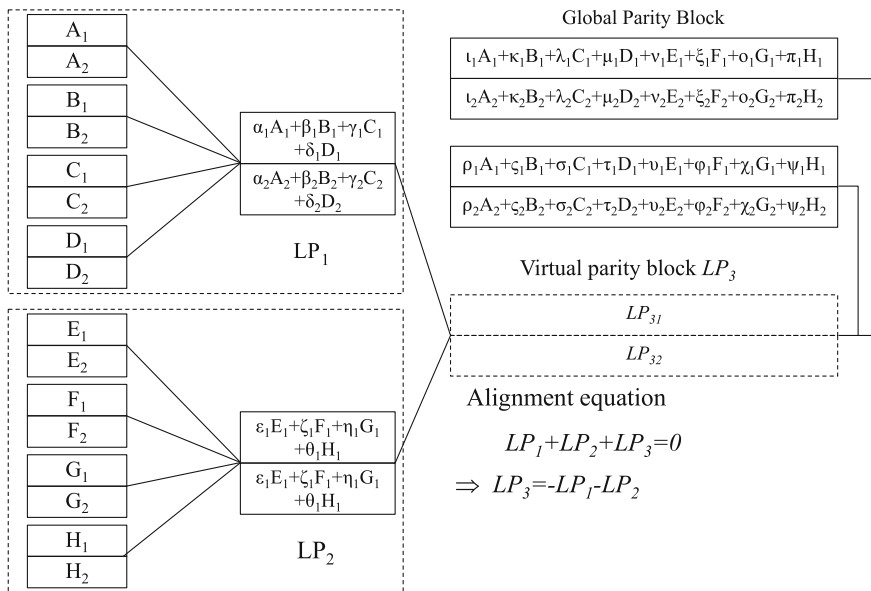 A₁
A₂
B₁
B₂
C₁
C₂
D₁
D₂
α₁A₁+β₁B₁+γ₁C₁
+δ₁D₁
α₂A₂+β₂B₂+γ₂C₂
+δ₂D₂
LP₁
E₁
E₂
F₁
F₂
G₁
G₂
H₁
H₂
ε₁E₁+ζ₁F₁+η₁G₁
+θ₁H₁
ε₁E₁+ζ₁F₁+η₁G₁
+θ₁H₁
LP₂
Global Parity Block
ι₁A₁+κ₁B₁+λ₁C₁+μ₁D₁+ν₁E₁+ξ₁F₁+ο₁G₁+π₁H₁
ι₂A₂+κ₂B₂+λ₂C₂+μ₂D₂+ν₂E₂+ξ₂F₂+ο₂G₂+π₂H₂
ρ₁A₁+ς₁B₁+σ₁C₁+τ₁D₁+υ₁E₁+φ₁F₁+χ₁G₁+ψ₁H₁
ρ₂A₂+ς₂B₂+σ₂C₂+τ₂D₂+υ₂E₂+φ₂F₂+χ₂G₂+ψ₂H₂
Virtual parity block LP₃
LP₃₁
LP₃₂
Alignment equation
LP₁+LP₂+LP₃=0
⇒ LP₃=-LP₁-LP₂